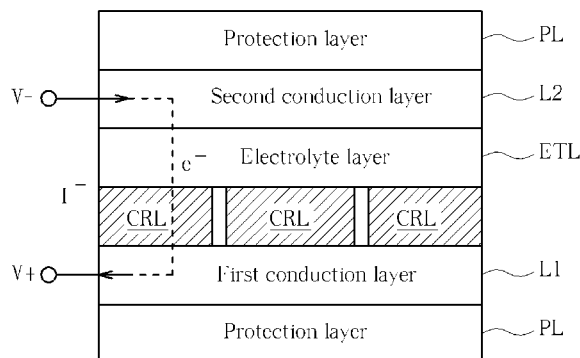 Protection layer PL
V- Second conduction layer L2
Electrolyte layer ETL
e-
I-
CRL CRL CRL
V+ First conduction layer L1
Protection layer PL